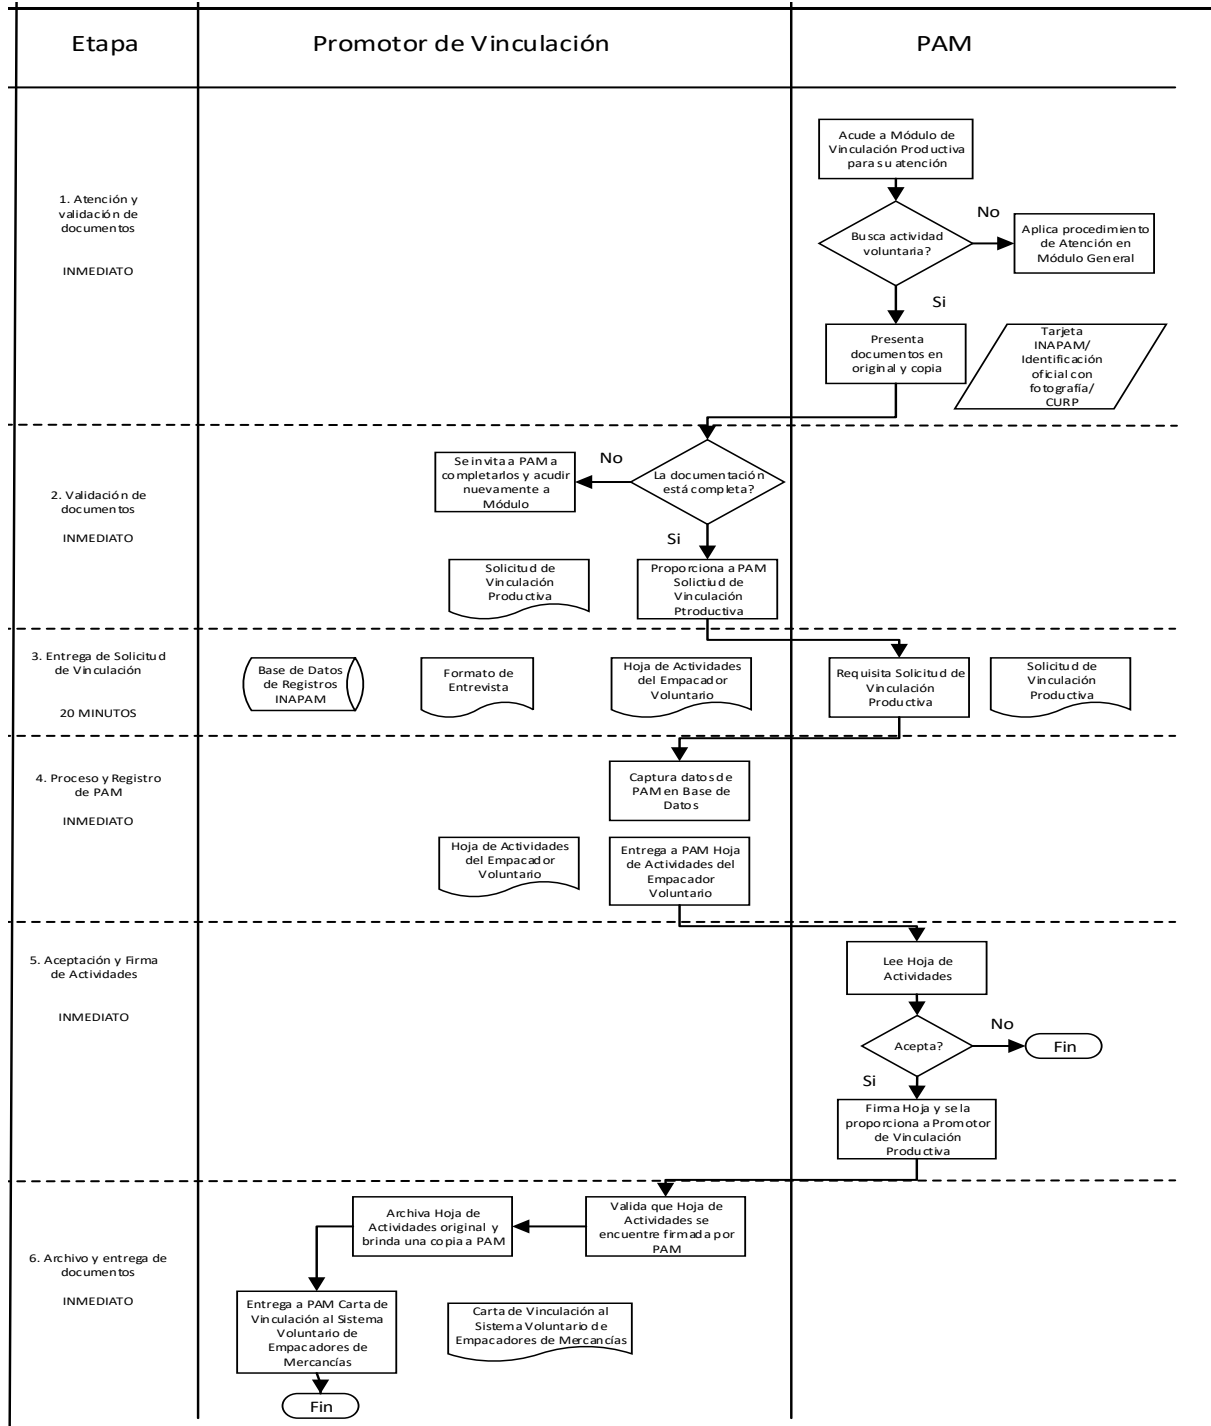 Etapa
Promotor de Vinculación
PAM
1. Atención y
validación de
documentos
INMEDIATO
Acude a Módulo de
Vinculación Productiva
para su atención
Busca actividad
voluntaria?
No
Aplica procedimiento
de Atención en
Módulo General
Si
Presenta
documentos en
original y copia
Tarjeta
INAPAM/
Identificación
oficial con
fotografía/
CURP
2. Validación de
documentos
INMEDIATO
Se invita a PAM a
completarlos y acudir
nuevamente a
Módulo
No
La documentación
está completa?
Si
Solicitud de
Vinculación
Productiva
Proporciona a PAM
Solictiud de
Vinculación
Ptroductiva
3. Entrega de Solicitud
de Vinculación
20 MINUTOS
Base de Datos
de Registros
INAPAM
Formato de
Entrevista
Hoja de Actividades
del Empacador
Voluntario
Requisita Solicitud de
Vinculación
Productiva
Solicitud de
Vinculación
Productiva
4. Proceso y Registro
de PAM
INMEDIATO
Captura datos de
PAM en Base de
Datos
Hoja de Actividades
del Empacador
Voluntario
Entrega a PAM Hoja
de Actividades del
Empacador
Voluntario
5. Aceptación y Firma
de Actividades
INMEDIATO
Lee Hoja de
Actividades
Acepta?
No
Fin
Si
Firma Hoja y se la
proporciona a Promotor
de Vinculación
Productiva
6. Archivo y entrega de
documentos
INMEDIATO
Archiva Hoja de
Actividades original y
brinda una copia a PAM
Valida que Hoja de
Actividades se
encuentre firmada por
PAM
Entrega a PAM Carta de
Vinculación al Sistema
Voluntario de
Empacadores de
Mercancías
Carta de Vinculación al
Sistema Voluntario de
Empacadores de Mercancías
Fin